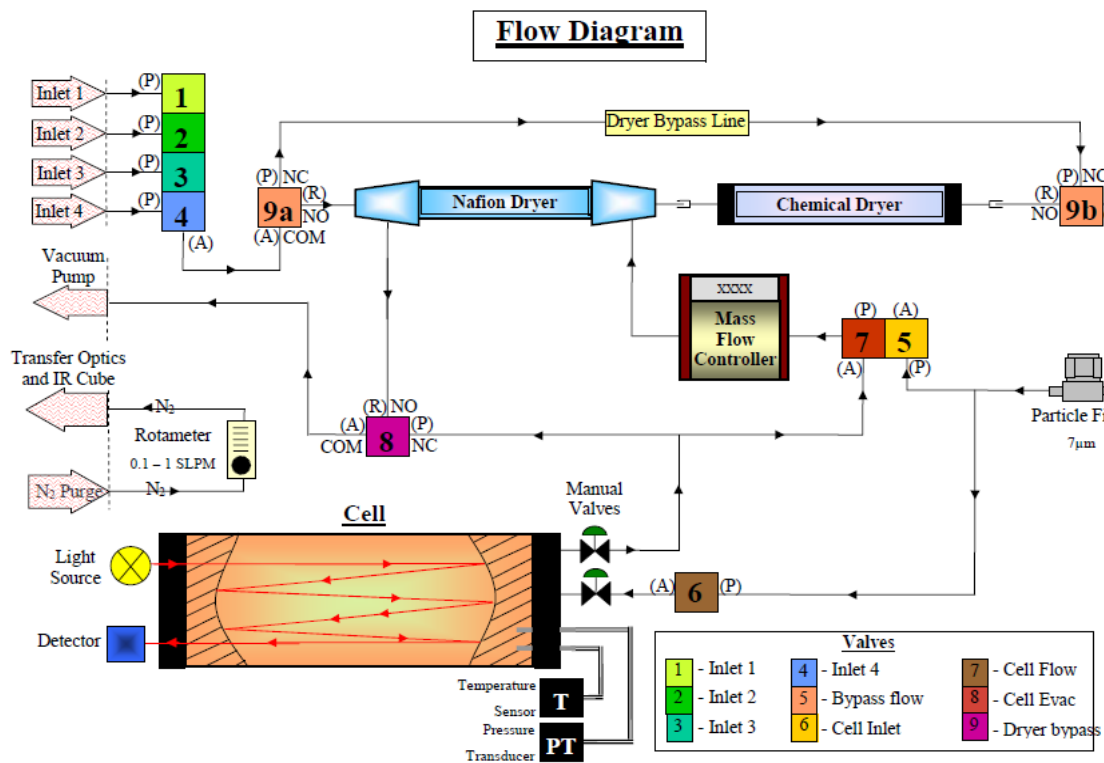 Flow Diagram
Inlet 1
(P)
1
Inlet 2
(P)
2
Inlet 3
(P)
3
Inlet 4
(P)
4
(A)
Dryer Bypass Line
(P) NC
(R)
NO
9a
(A) COM
Nafion Dryer
Chemical Dryer
(P) NC
(R)
NO
9b
Vacuum
Pump
xxxx
Mass
Flow
Controller
(P) (A)
7 5
(A) (P)
Particle Fi
7µm
Transfer Optics
and IR Cube
N₂
Rotameter
0.1 – 1 SLPM
N₂ Purge
N₂
(R) NO
(A) (P)
8
COM NC
Manual
Valves
Cell
Light
Source
Detector
(A) 6 (P)
Temperature
Sensor
T
Pressure
Transducer
PT
Valves
1 - Inlet 1
2 - Inlet 2
3 - Inlet 3
4 - Inlet 4
5 - Bypass flow
6 - Cell Inlet
7 - Cell Flow
8 - Cell Evac
9 - Dryer bypass